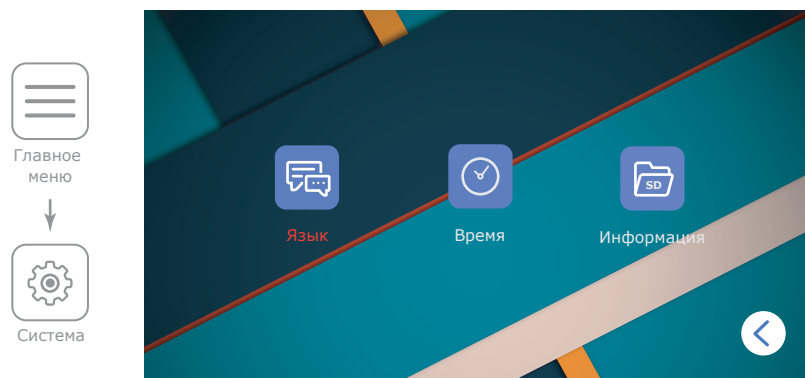 Главное
меню
Система
Язык
Время
SD
Информация